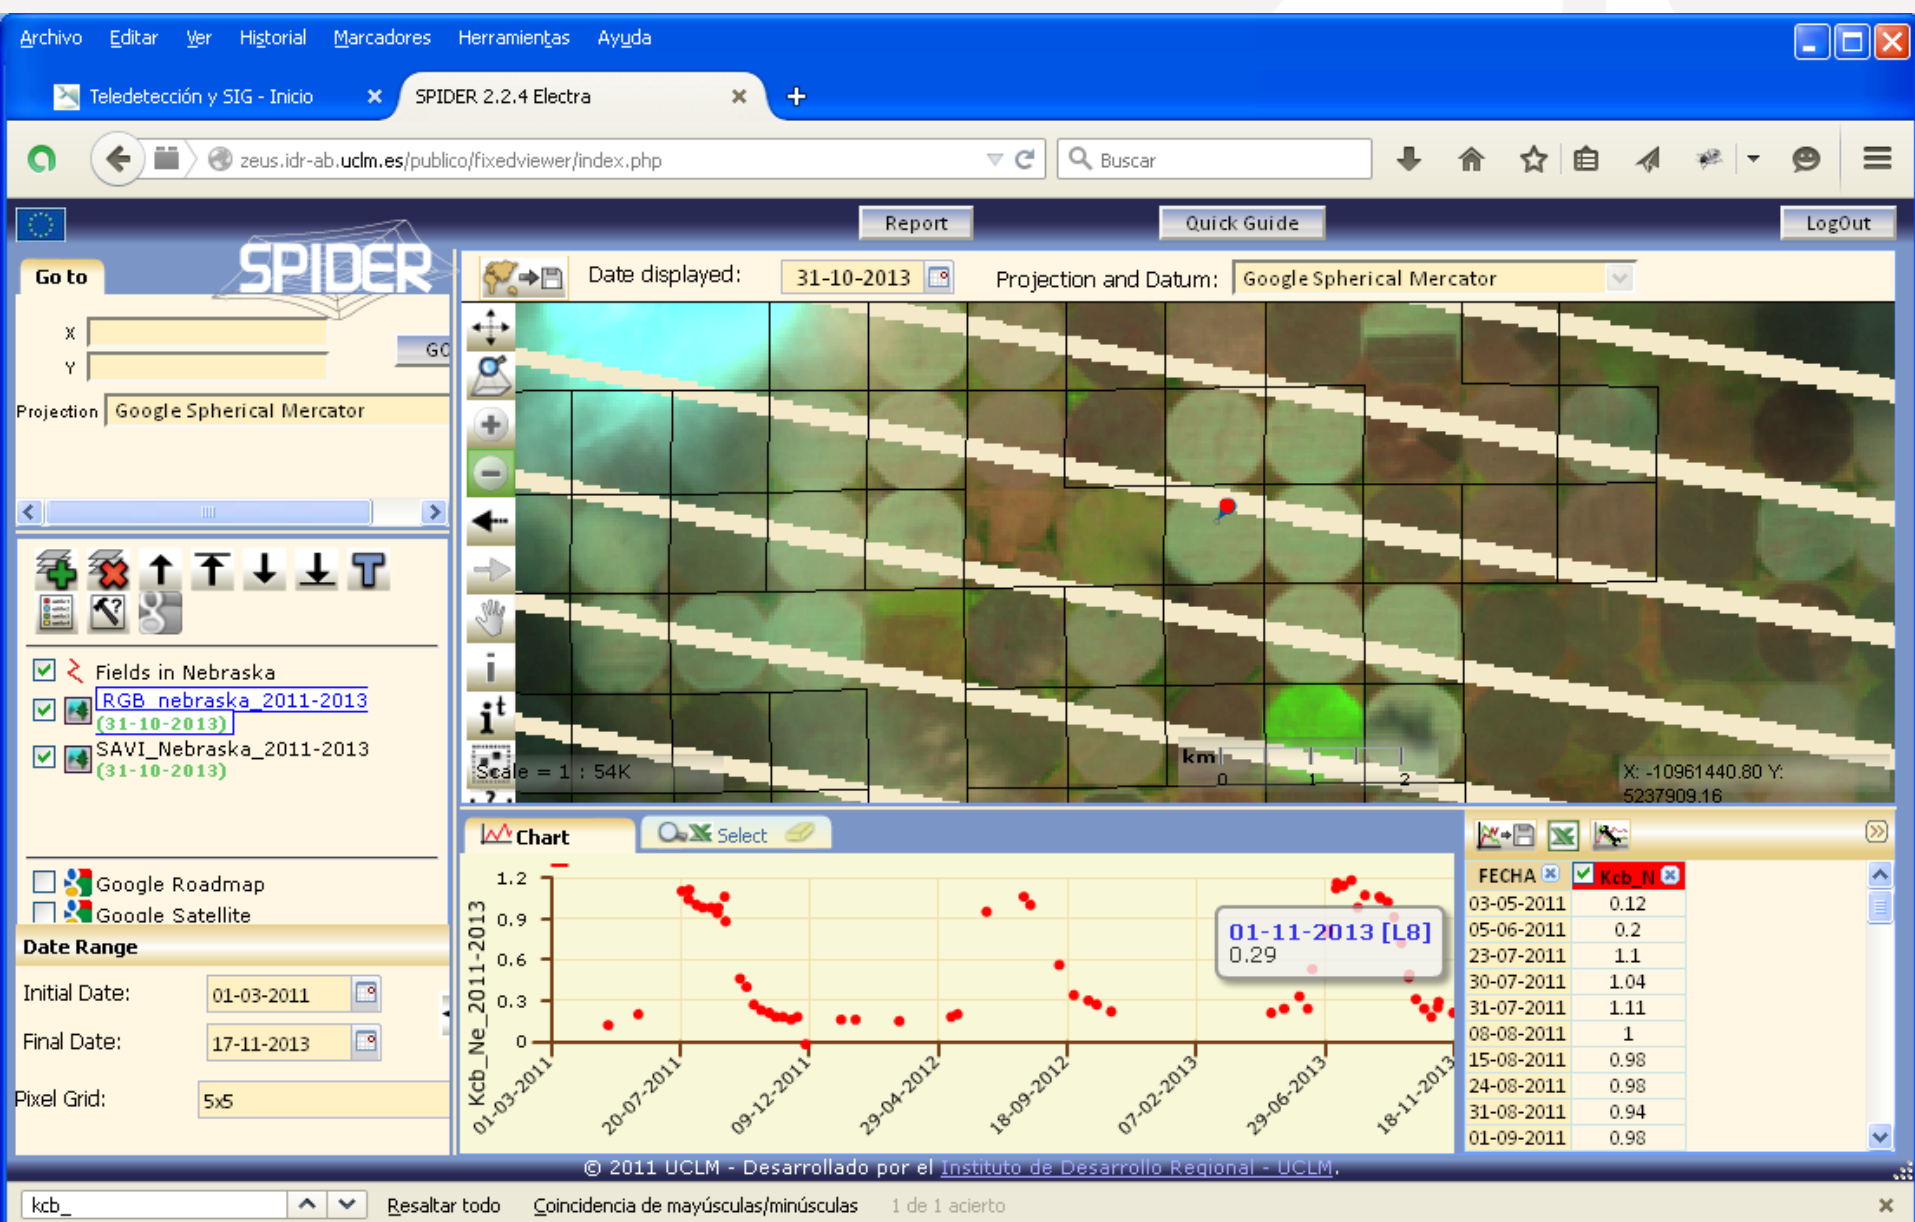 Archivo Editar Ver Historial Marcadores Herramientas Ayuda
Teledetección y SIG - Inicio
SPIDER 2.2.4 Electra
zeus.idr-ab.uclm.es/publico/fixedviewer/index.php
Buscar
Report
Quick Guide
LogOut
SPIDER
Go to
X
Y
GO
Projection Google Spherical Mercator
Date displayed: 31-10-2013 Projection and Datum: Google Spherical Mercator
Fields in Nebraska
RGB_nebraska_2011-2013
(31-10-2013)
SAVI_Nebraska_2011-2013
(31-10-2013)
Google Roadmap
Google Satellite
Date Range
Initial Date: 01-03-2011
Final Date: 17-11-2013
Pixel Grid: 5x5
Scale = 1 : 54K
km
0 1 2
X: -10961440.80 Y:
5237909.16
Chart
Select
Kcb_Ne_2011-2013
1.2
0.9
0.6
0.3
0
01-03-2011
20-07-2011
09-12-2011
29-04-2012
18-09-2012
07-02-2013
29-06-2013
18-11-2013
01-11-2013 [L8]
0.29
FECHA Kcb_N
03-05-2011 0.12
05-06-2011 0.2
23-07-2011 1.1
30-07-2011 1.04
31-07-2011 1.11
08-08-2011 1
15-08-2011 0.98
24-08-2011 0.98
31-08-2011 0.94
01-09-2011 0.98
© 2011 UCLM - Desarrollado por el Instituto de Desarrollo Regional - UCLM.
kcb_
Resaltar todo
Coincidencia de mayúsculas/minúsculas
1 de 1 acierto